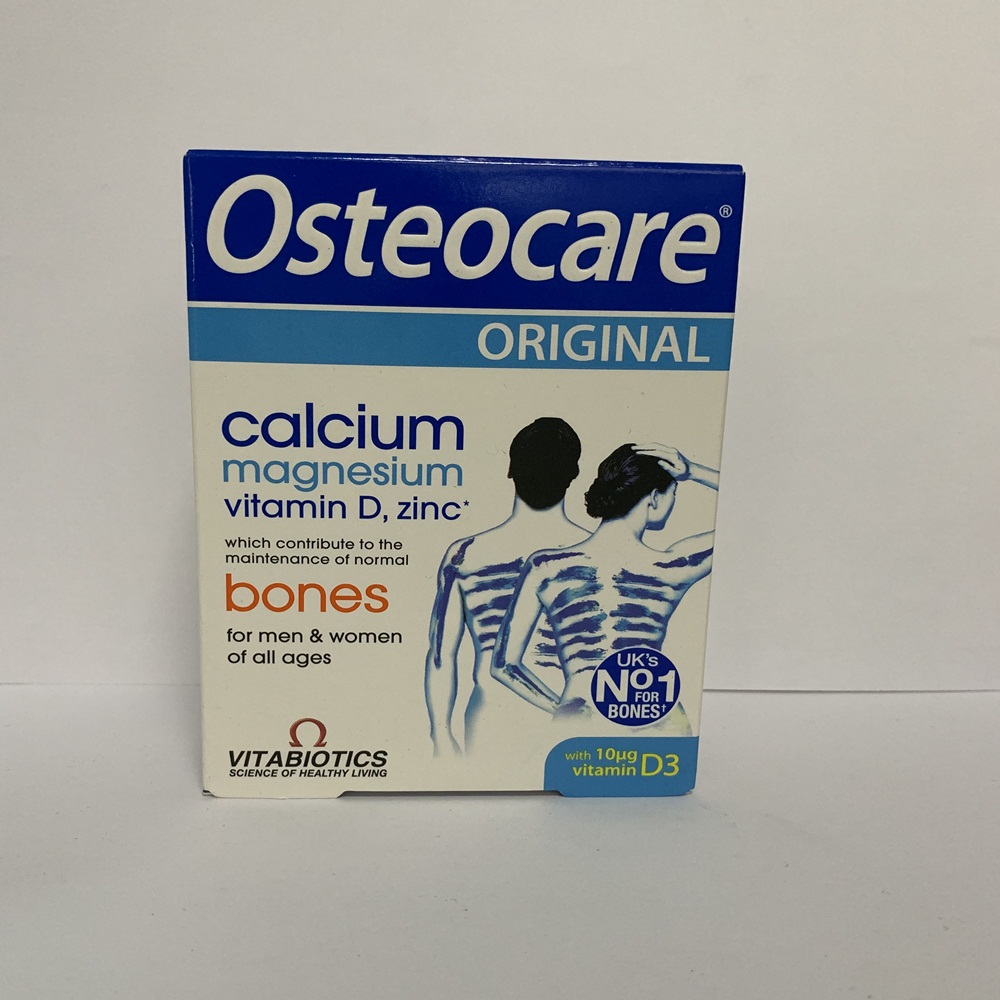 Osteocare®
ORIGINAL
calcium
magnesium
vitamin D, zinc*
which contribute to the
maintenance of normal
bones
for men & women
of all ages
UK's
No1
FOR
BONES†
VITABIOTICS
SCIENCE OF HEALTHY LIVING
with 10µg
vitamin D3